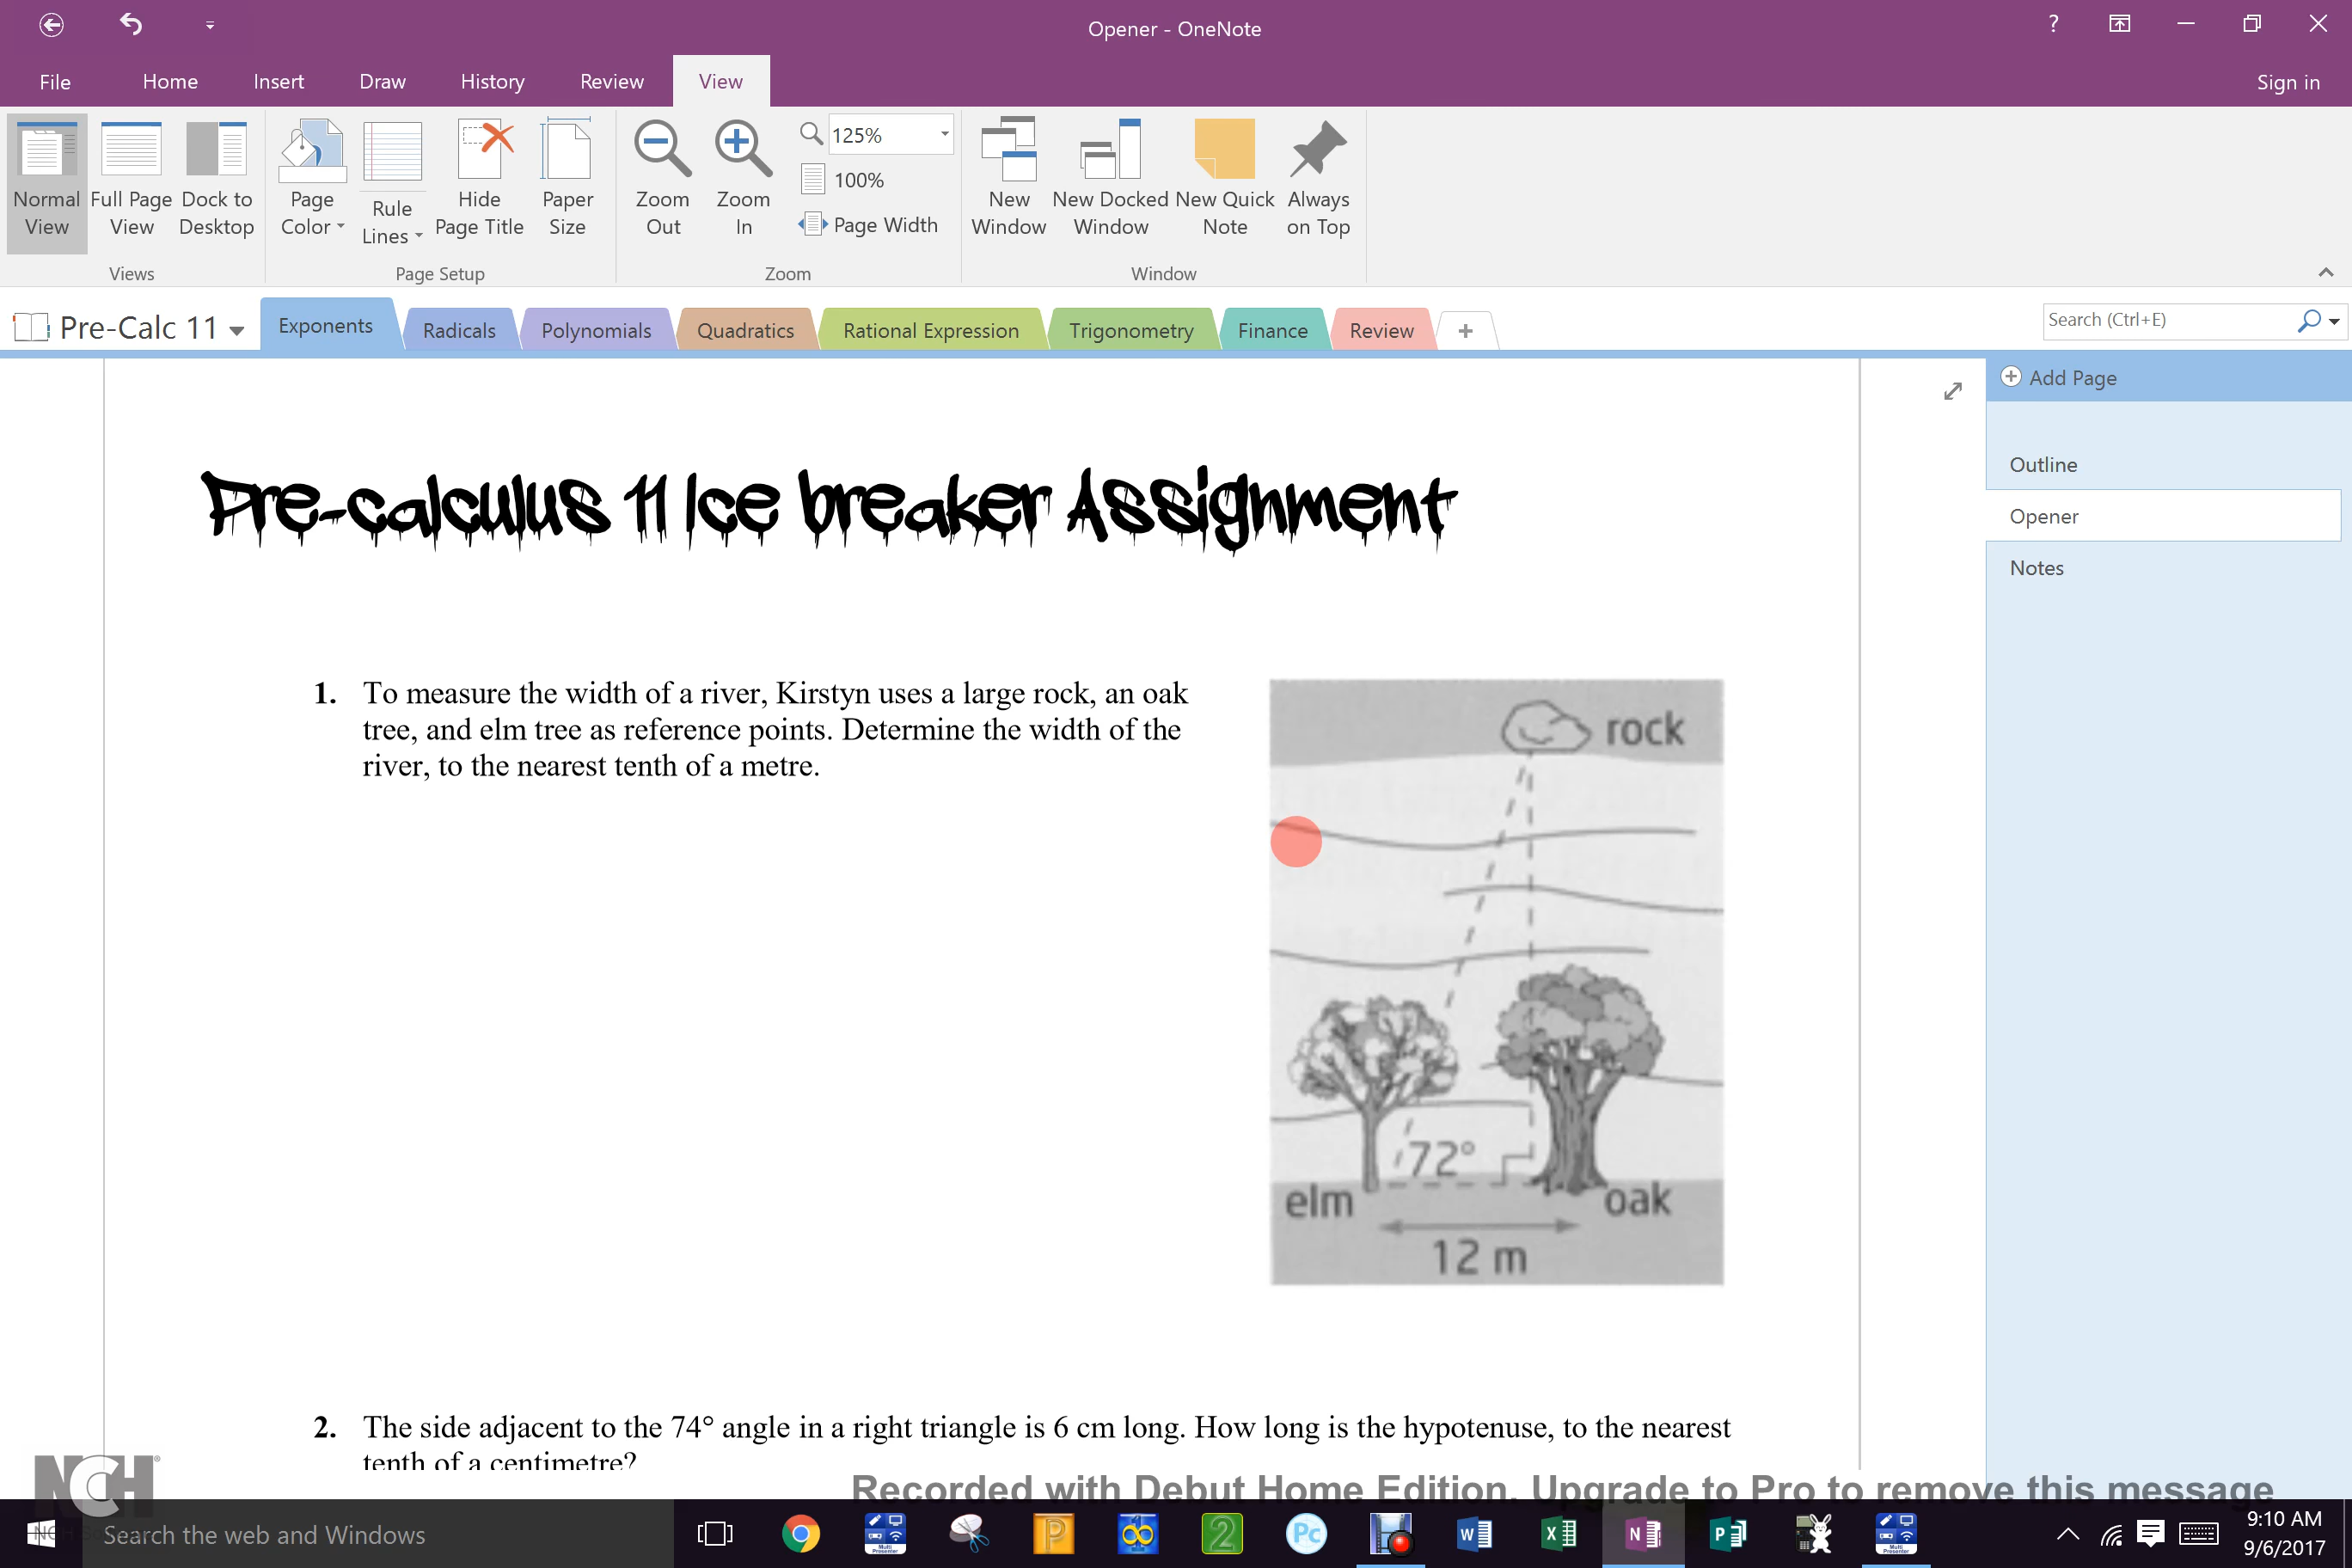 Opener - OneNote
?
File Home Insert Draw History Review View Sign in
Normal View
Full Page View
Dock to Desktop
Views
Page Color
Rule Lines
Hide Page Title
Paper Size
Page Setup
Zoom Out
Zoom In
125%
100%
Page Width
Zoom
New Window
New Docked Window
New Quick Note
Always on Top
Window
Pre-Calc 11
Exponents Radicals Polynomials Quadratics Rational Expression Trigonometry Finance Review +
Search (Ctrl+E)
Add Page
Outline
Opener
Notes
Pre-calculus 11 Ice breaker Assignment
1. To measure the width of a river, Kirstyn uses a large rock, an oak
tree, and elm tree as reference points. Determine the width of the
river, to the nearest tenth of a metre.
rock
72°
elm
oak
12 m
2. The side adjacent to the 74° angle in a right triangle is 6 cm long. How long is the hypotenuse, to the nearest
tenth of a centimetre?
NCH
Recorded with Debut Home Edition. Upgrade to Pro to remove this message
Search the web and Windows
9:10 AM
9/6/2017